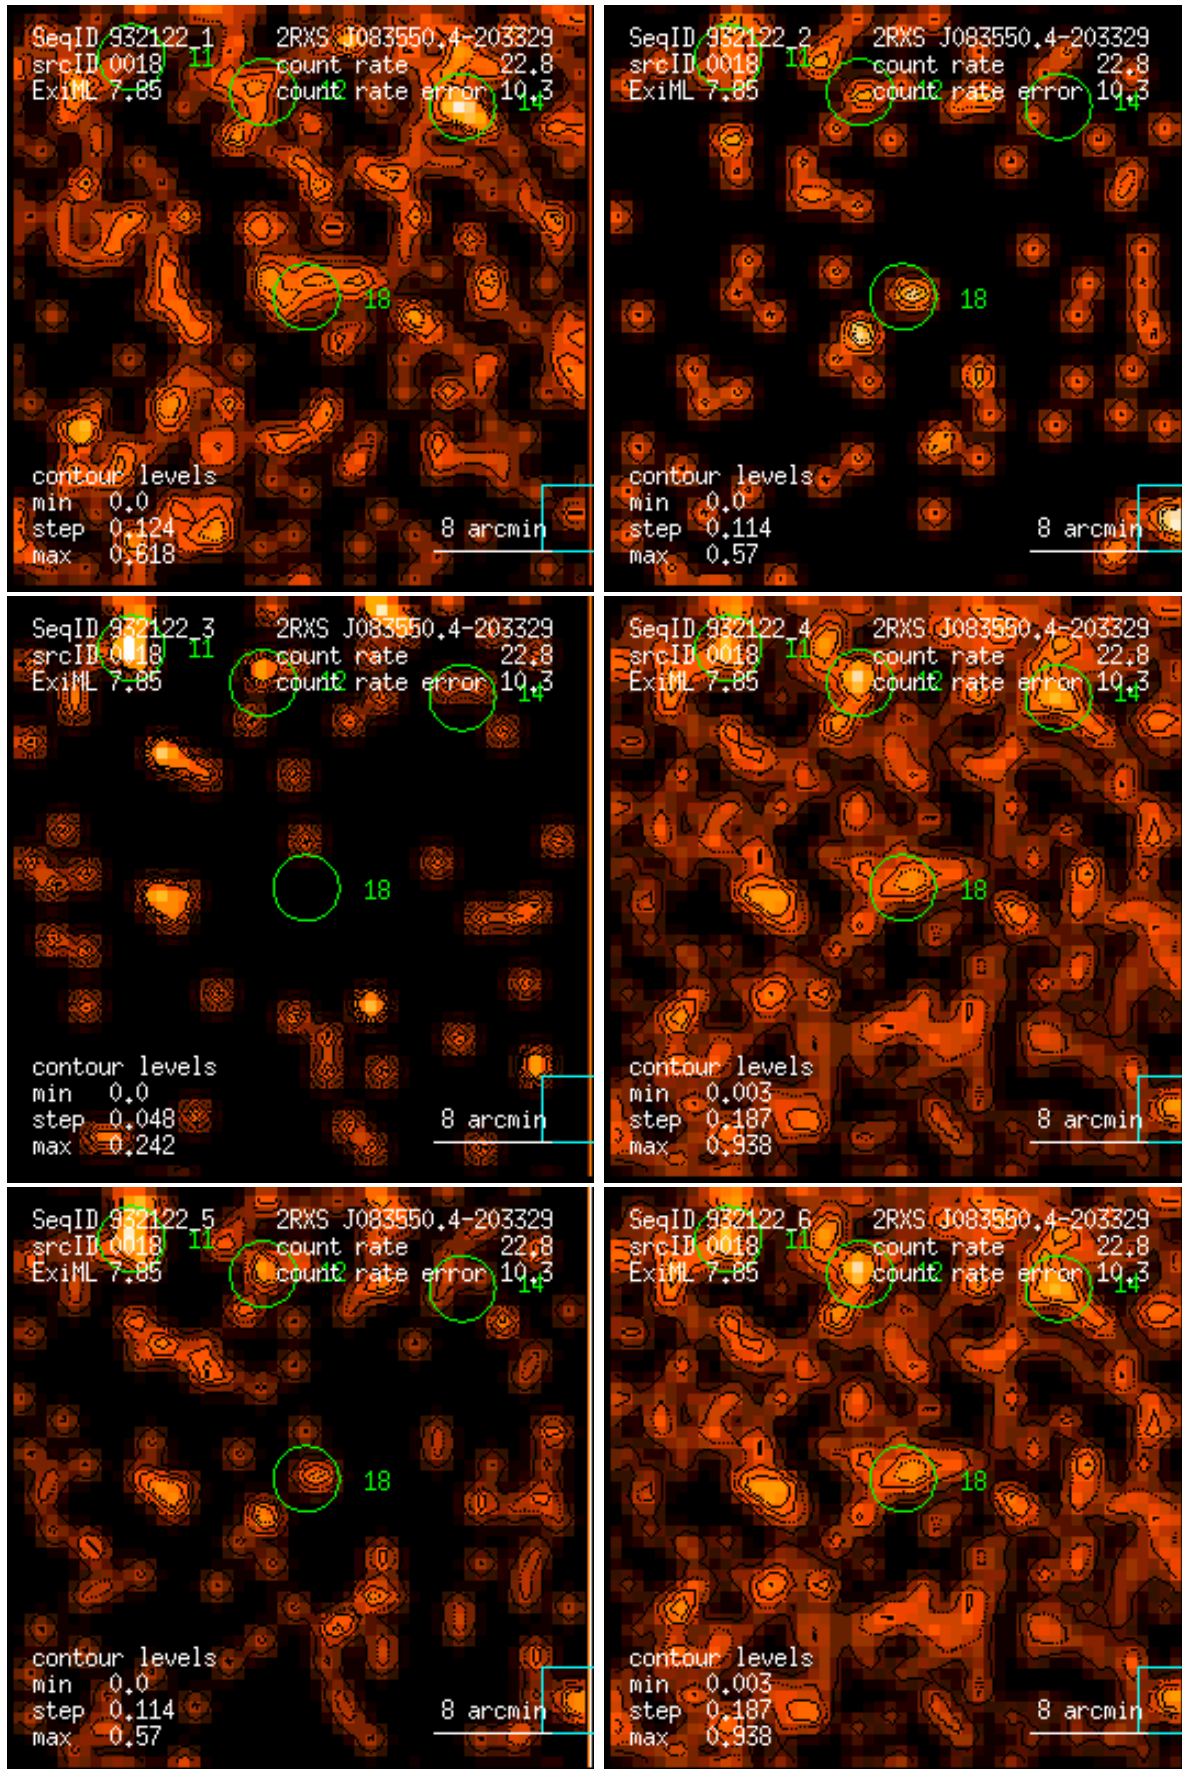 SeqID 932122_1 2RXS J083550.4-203329
srcID 0018 11 count rate 22.8
ExiML 7.85 12 count rate error 10.3 14
18
contour levels
min 0.0
step 0.124 8 arcmin
max 0.618
SeqID 932122_2 2RXS J083550.4-203329
srcID 0018 11 count rate 22.8
ExiML 7.85 12 count rate error 10.3 14
18
contour levels
min 0.0
step 0.114 8 arcmin
max 0.57
SeqID 932122_3 2RXS J083550.4-203329
srcID 0018 11 count rate 22.8
ExiML 7.85 12 count rate error 10.3 14
18
contour levels
min 0.0
step 0.048 8 arcmin
max 0.242
SeqID 932122_4 2RXS J083550.4-203329
srcID 0018 11 count rate 22.8
ExiML 7.85 12 count rate error 10.3 14
18
contour levels
min 0.003
step 0.187 8 arcmin
max 0.938
SeqID 932122_5 2RXS J083550.4-203329
srcID 0018 11 count rate 22.8
ExiML 7.85 12 count rate error 10.3 14
18
contour levels
min 0.0
step 0.114 8 arcmin
max 0.57
SeqID 932122_6 2RXS J083550.4-203329
srcID 0018 11 count rate 22.8
ExiML 7.85 12 count rate error 10.3 14
18
contour levels
min 0.003
step 0.187 8 arcmin
max 0.938